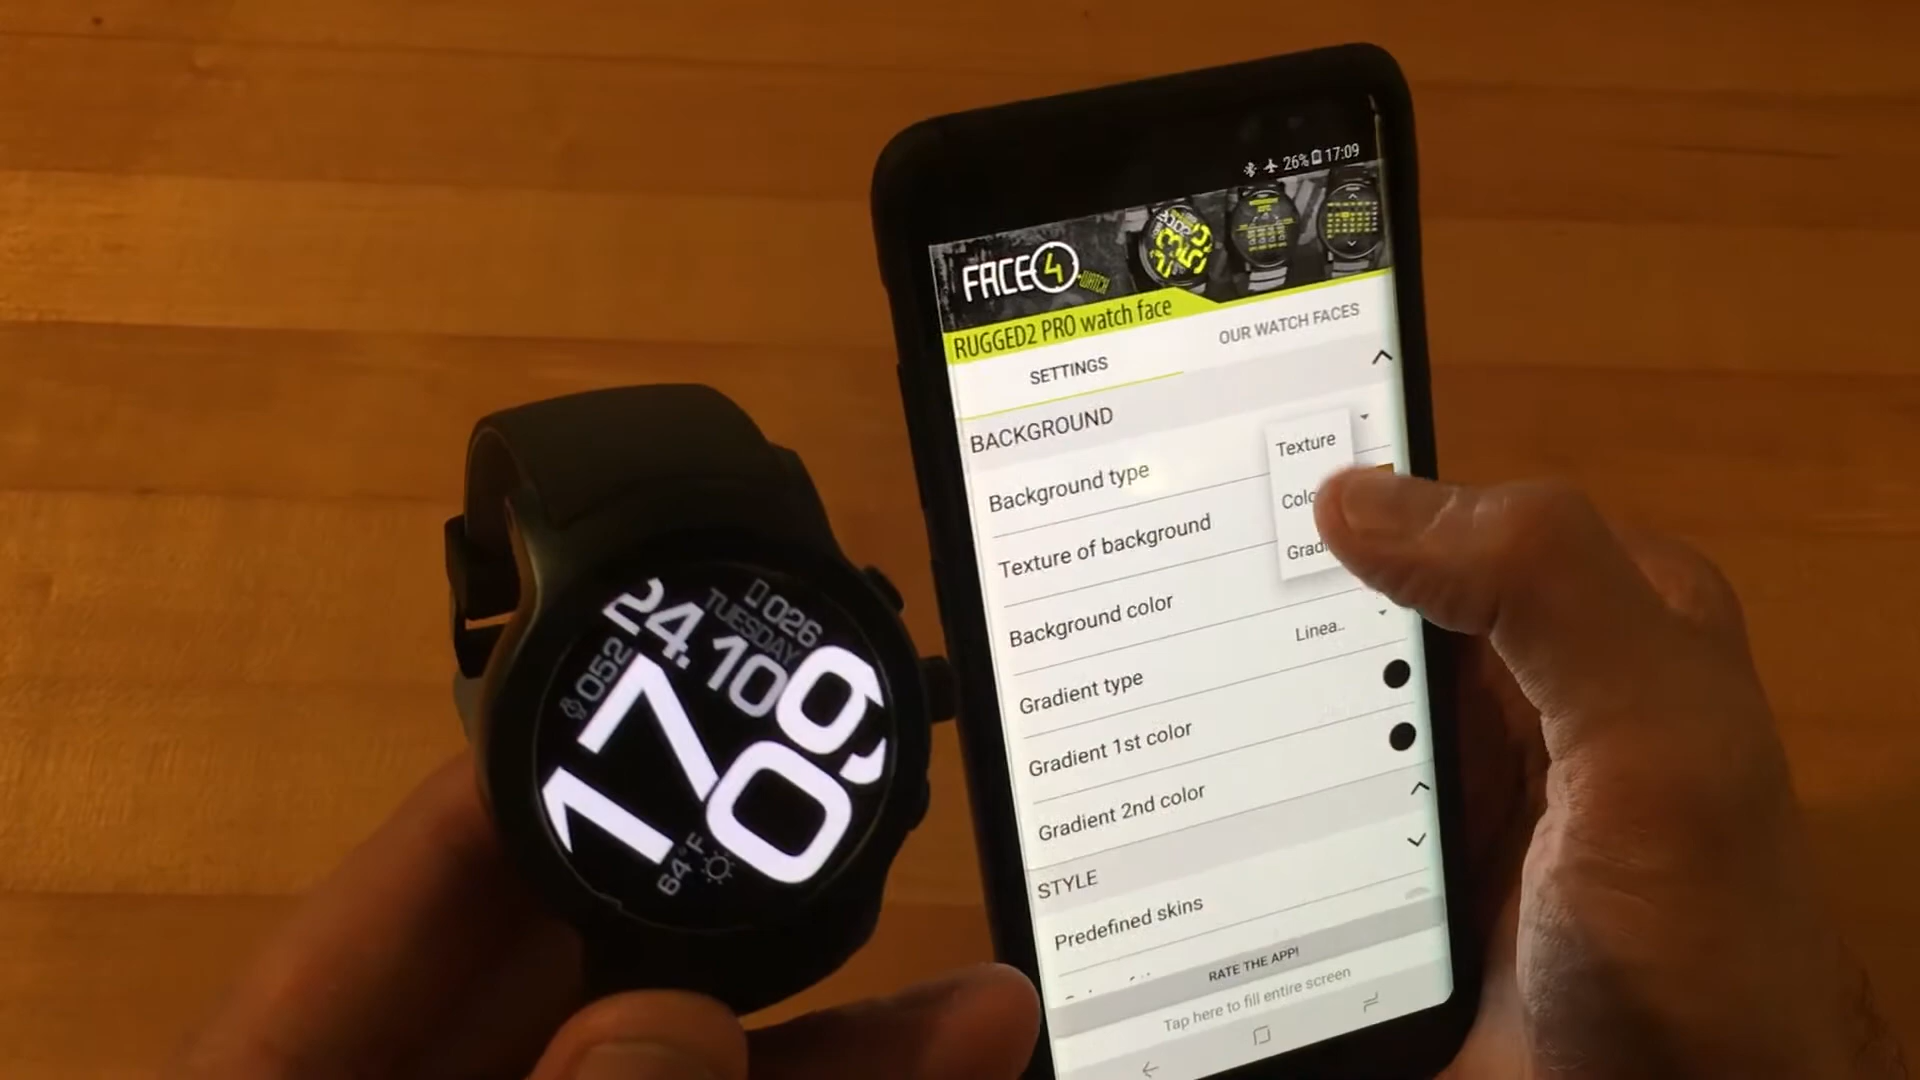 026
TUESDAY
24.10
052
17
09
64°F
26% 17:09
FACE4.WATCH
RUGGED2 PRO watch face
SETTINGS
OUR WATCH FACES
BACKGROUND
Background type
Texture
Colo
Gradi
Texture of background
Background color
Linea..
Gradient type
Gradient 1st color
Gradient 2nd color
STYLE
Predefined skins
RATE THE APP!
Tap here to fill entire screen